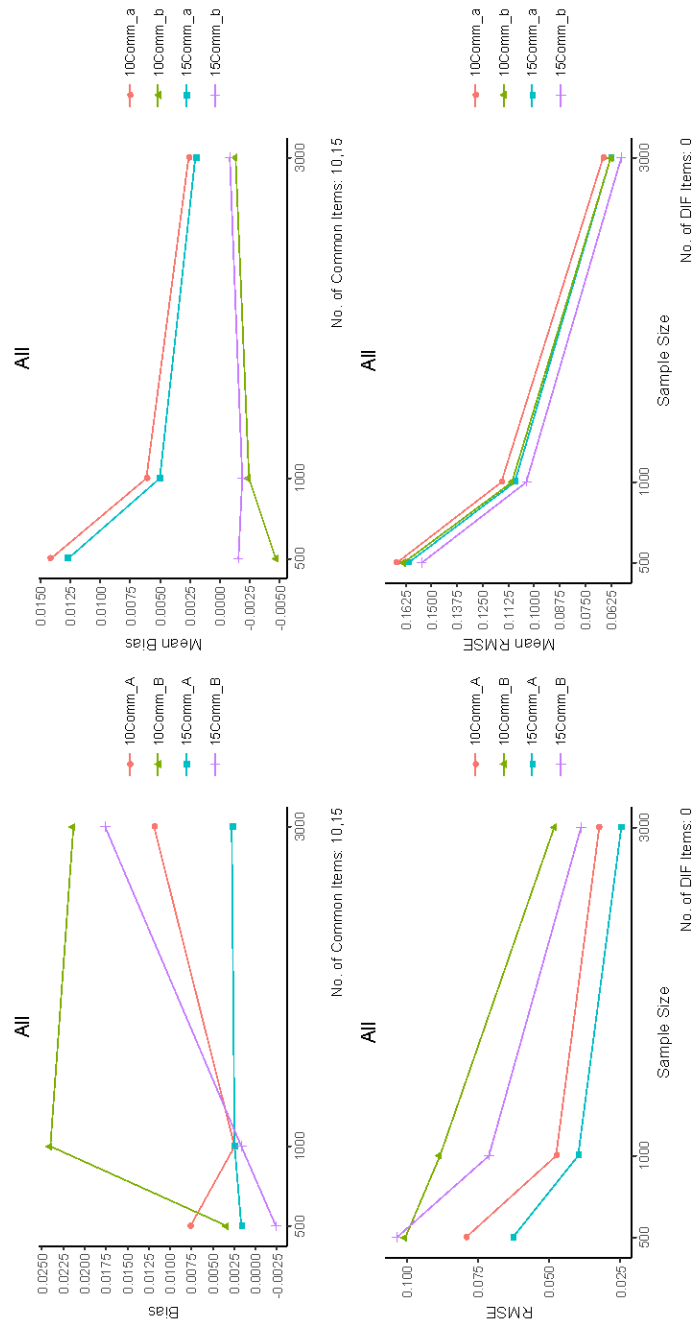 All
Bias
0.0250
0.0225
0.0200
0.0175
0.0150
0.0125
0.0100
0.0075
0.0050
0.0025
0.0000
-0.0025
500
1000
3000
No. of Common Items: 10,15
10Comm_A
10Comm_B
15Comm_A
15Comm_B
All
Mean Bias
0.0150
0.0125
0.0100
0.0075
0.0050
0.0025
0.0000
-0.0025
-0.0050
500
1000
3000
No. of Common Items: 10,15
10Comm_a
10Comm_b
15Comm_a
15Comm_b
All
RMSE
0.100
0.075
0.050
0.025
500
1000
3000
Sample Size
No. of DIF Items: 0
10Comm_A
10Comm_B
15Comm_A
15Comm_B
All
Mean RMSE
0.1625
0.1500
0.1375
0.1250
0.1125
0.1000
0.0875
0.0750
0.0625
500
1000
3000
Sample Size
No. of DIF Items: 0
10Comm_a
10Comm_b
15Comm_a
15Comm_b